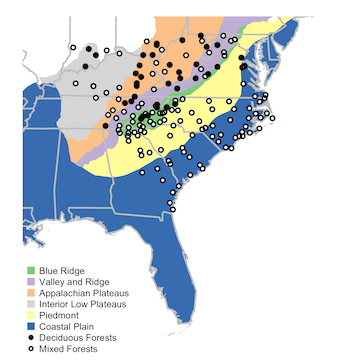 Blue Ridge
Valley and Ridge
Appalachian Plateaus
Interior Low Plateaus
Piedmont
Coastal Plain
Deciduous Forests
Mixed Forests